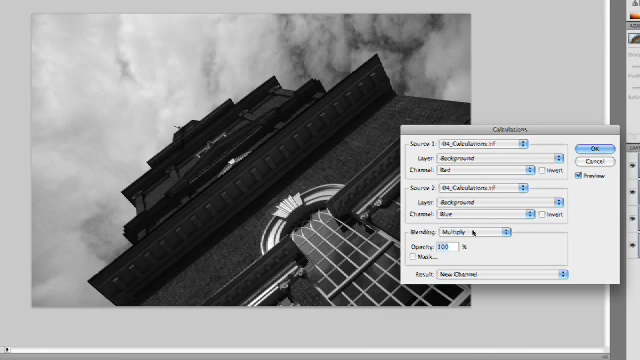 Calculations
Source 1: 04_Calculations.tif
Layer: Background
Channel: Red Invert
Source 2: 04_Calculations.tif
Layer: Background
Channel: Blue Invert
Blending: Multiply
Opacity: 100 %
Mask...
Result: New Channel
OK
Cancel
Preview